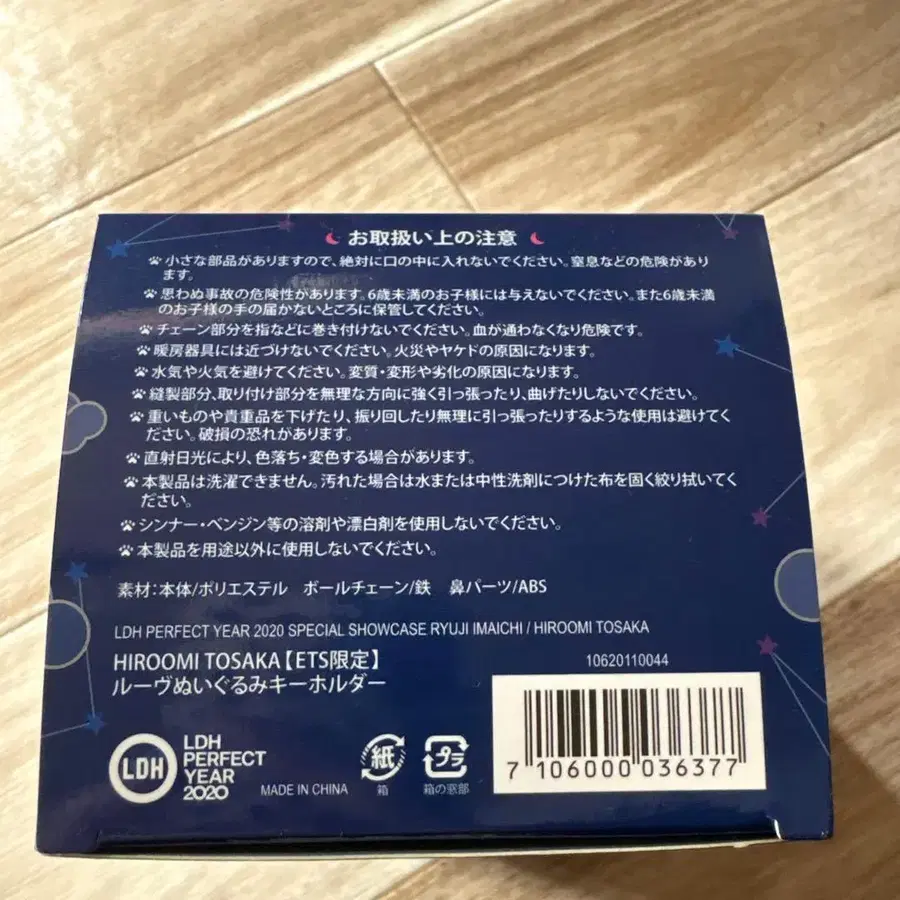 お取扱い上の注意
小さな部品がありますので、絶対に口の中に入れないでください。窒息などの危険があり
ます。
思わぬ事故の危険性があります。6歳未満のお子様には与えないでください。また6歳未満
のお子様の手の届かないところに保管してください。
チェーン部分を指などに巻き付けないでください。血が通わなくなり危険です。
暖房器具には近づけないでください。火災やヤケドの原因になります。
水気や火気を避けてください。変質・変形や劣化の原因になります。
縫製部分、取り付け部分を無理な方向に強く引っ張ったり、曲げたりしないでください。
重いものや貴重品を下げたり、振り回したり無理に引っ張ったりするような使用は避けてく
ださい。破損の恐れがあります。
直射日光により、色落ち・変色する場合があります。
本製品は洗濯できません。汚れた場合は水または中性洗剤につけた布を固く絞り拭いてく
ださい。
シンナー・ベンジン等の溶剤や漂白剤を使用しないでください。
本製品を用途以外に使用しないでください。
素材:本体/ポリエステル ボールチェーン/鉄 鼻パーツ/ABS
LDH PERFECT YEAR 2020 SPECIAL SHOWCASE RYUJI IMAICHI / HIROOMI TOSAKA
HIROOMI TOSAKA【ETS限定】
ルーヴぬいぐるみキーホルダー
10620110044
7 106000 036377
LDH
LDH
PERFECT
YEAR
2020
MADE IN CHINA
紙
箱
プラ
箱の窓部